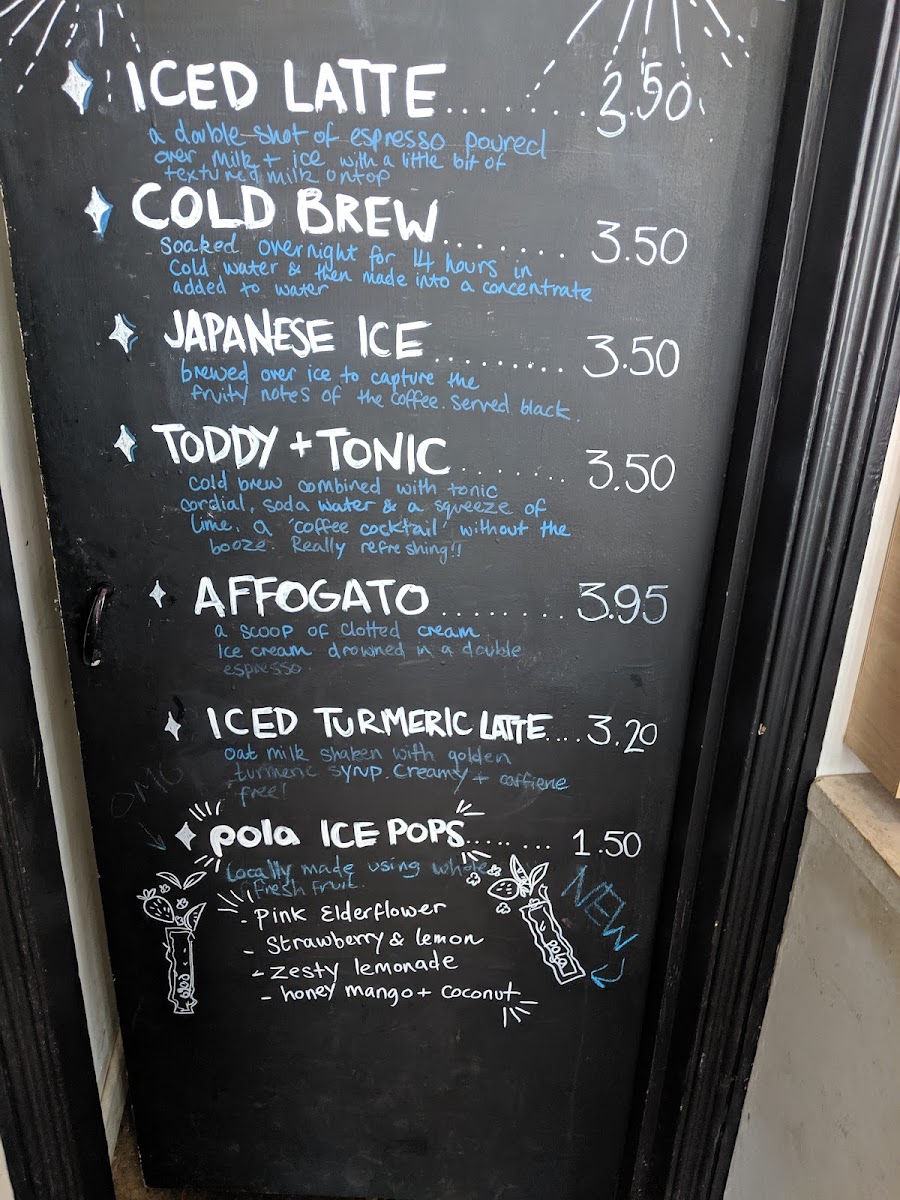 ICED LATTE.......... 3.50
a double shot of espresso poured
over milk + ice with a little bit of
textured milk ontop
COLD BREW....... 3.50
soaked overnight for 14 hours in
cold water & then made into a concentrate
added to water
JAPANESE ICE....... 3.50
brewed over ice to capture the
fruity notes of the coffee. Served black.
TODDY + TONIC...... 3.50
cold brew combined with tonic
cordial, soda water & a squeeze of
lime. a 'coffee cocktail' without the
booze. Really refreshing!!
AFFOGATO....... 3.95
a scoop of clotted cream
ice cream drowned in a double
espresso.
ICED TURMERIC LATTE....3.20
oat milk shaken with golden
turmeric syrup. Creamy + caffiene
free!
OMG
pola ICE POPS........ 1.50
Locally made using whole
fresh fruit.
NEW
- Pink Elderflower
- Strawberry & lemon
- Zesty lemonade
- honey mango + coconut
pola
pola